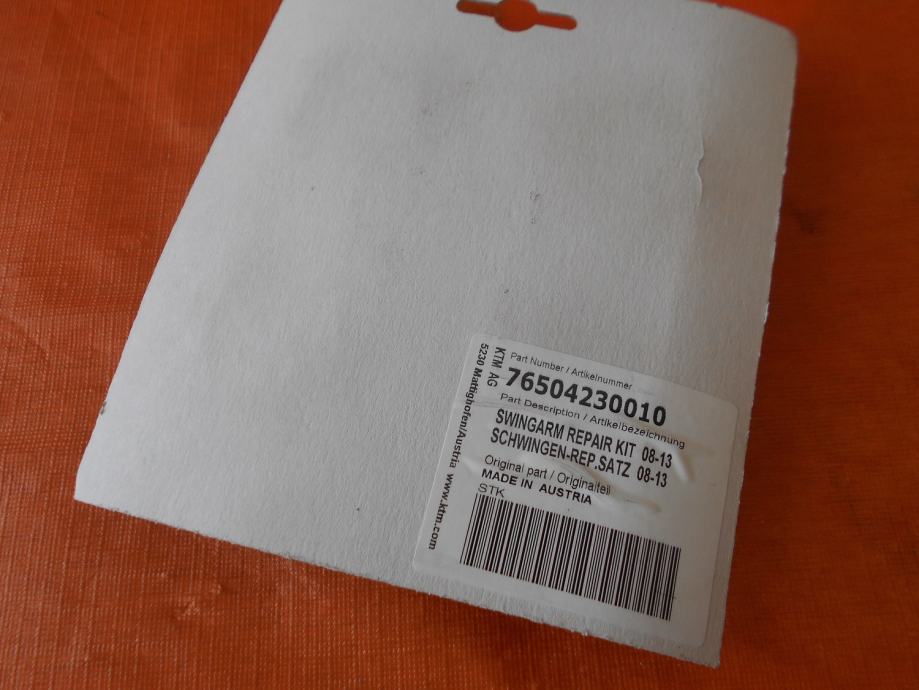 KTM AG
5230 Mattighofen/Austria www.ktm.com
Part Number / Artikelnummer
76504230010
Part Description / Artikelbezeichnung
SWINGARM REPAIR KIT 08-13
SCHWINGEN-REP.SATZ 08-13
Original part / Originalteil
MADE IN AUSTRIA
STK